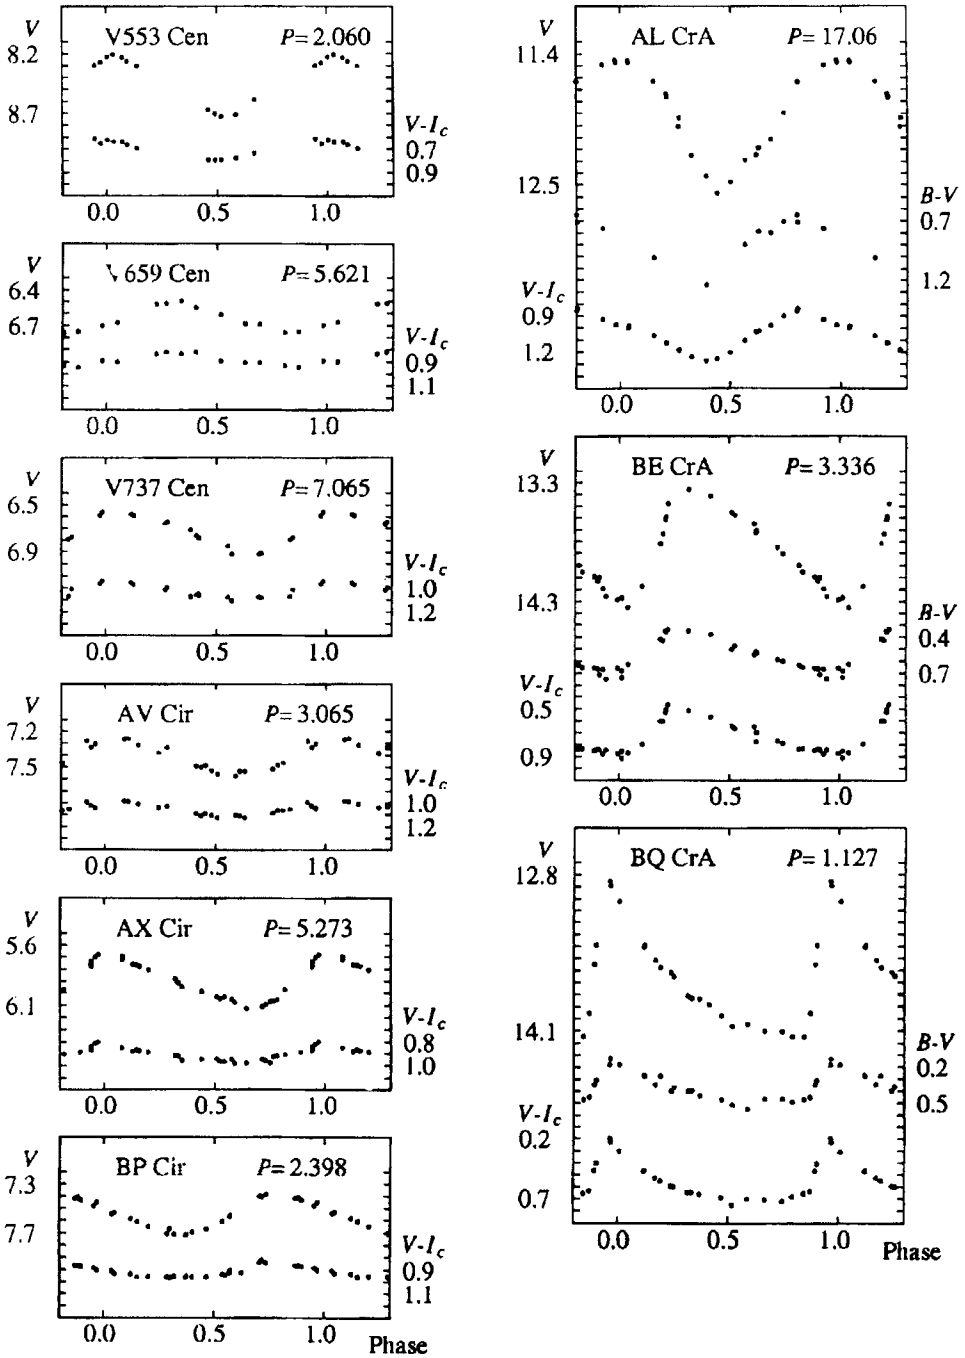 V
V553 Cen P= 2.060
8.2
8.7
V-Ic
0.7
0.9
0.0 0.5 1.0
V
V659 Cen P= 5.621
6.4
6.7
V-Ic
0.9
1.1
0.0 0.5 1.0
V
V737 Cen P= 7.065
6.5
6.9
V-Ic
1.0
1.2
0.0 0.5 1.0
V
AV Cir P= 3.065
7.2
7.5
V-Ic
1.0
1.2
0.0 0.5 1.0
V
AX Cir P= 5.273
5.6
6.1
V-Ic
0.8
1.0
0.0 0.5 1.0
V
BP Cir P= 2.398
7.3
7.7
V-Ic
0.9
1.1
0.0 0.5 1.0
Phase
V
AL CrA P= 17.06
11.4
12.5
B-V
0.7
1.2
V-Ic
0.9
1.2
0.0 0.5 1.0
V
BE CrA P= 3.336
13.3
14.3
B-V
0.4
0.7
V-Ic
0.5
0.9
0.0 0.5 1.0
V
BQ CrA P= 1.127
12.8
14.1
B-V
0.2
0.5
V-Ic
0.2
0.7
0.0 0.5 1.0
Phase